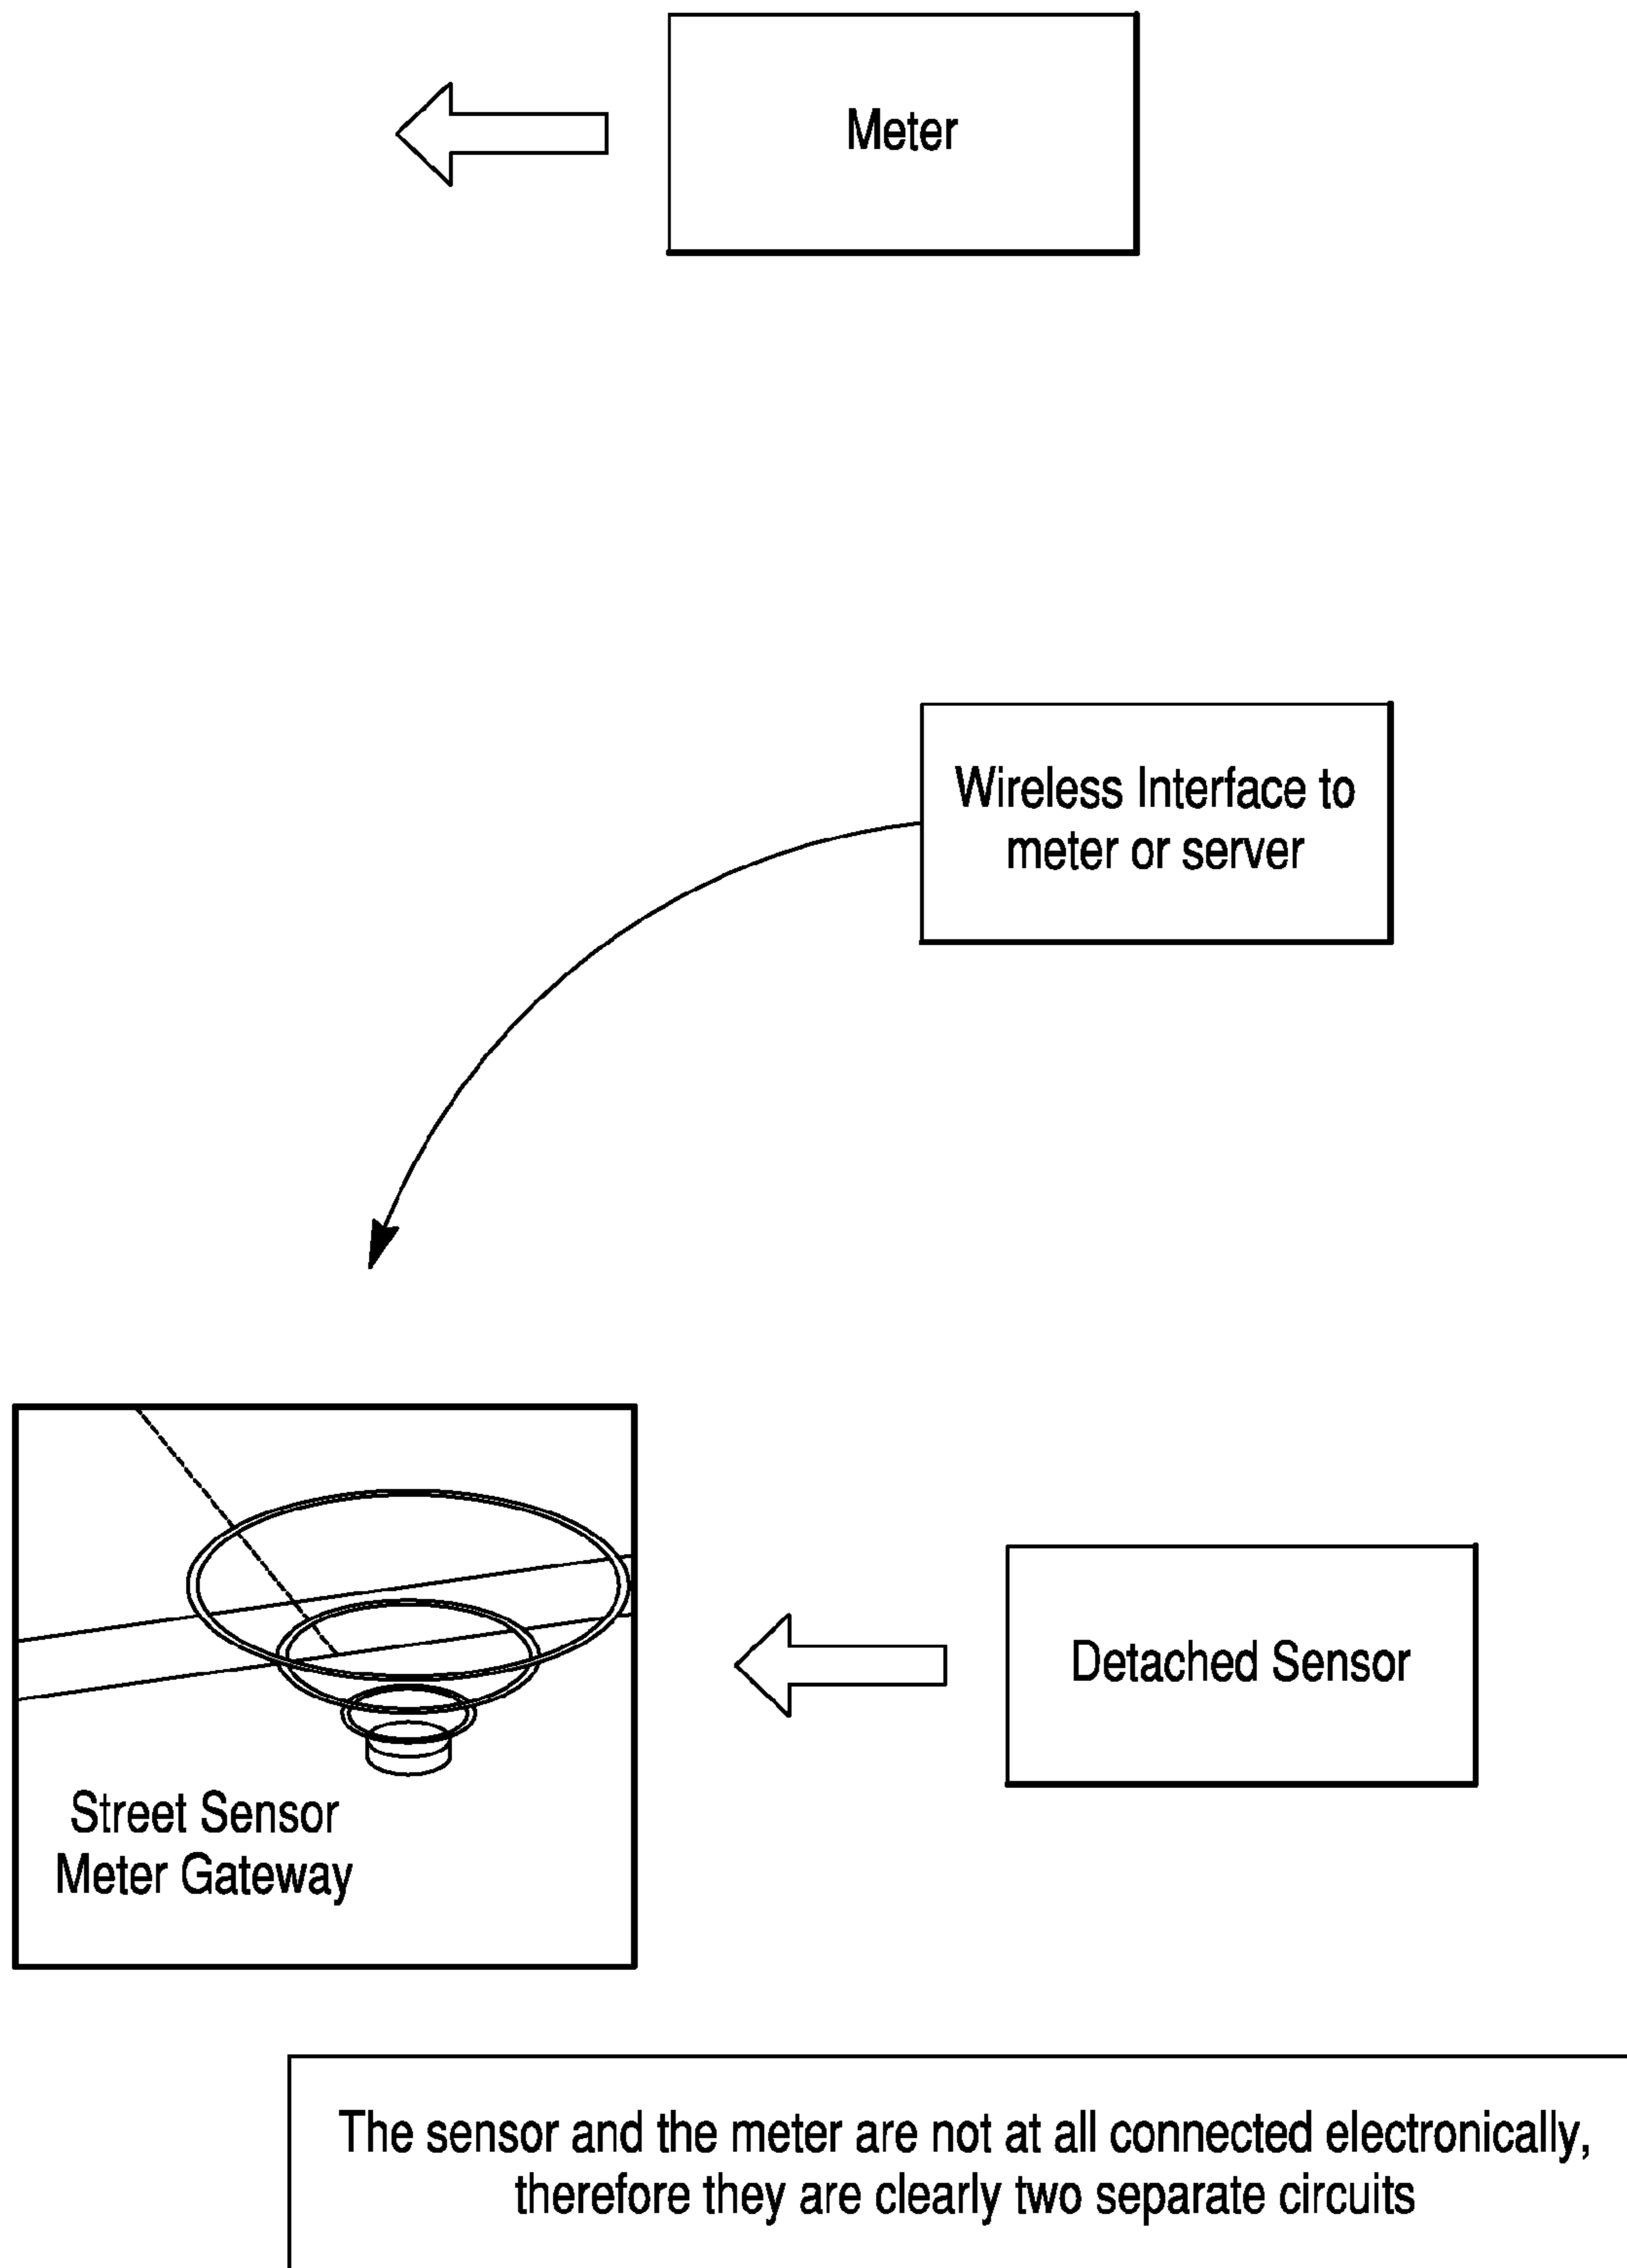 Meter
Wireless Interface to
meter or server
Detached Sensor
Street Sensor
Meter Gateway
The sensor and the meter are not at all connected electronically,
therefore they are clearly two separate circuits